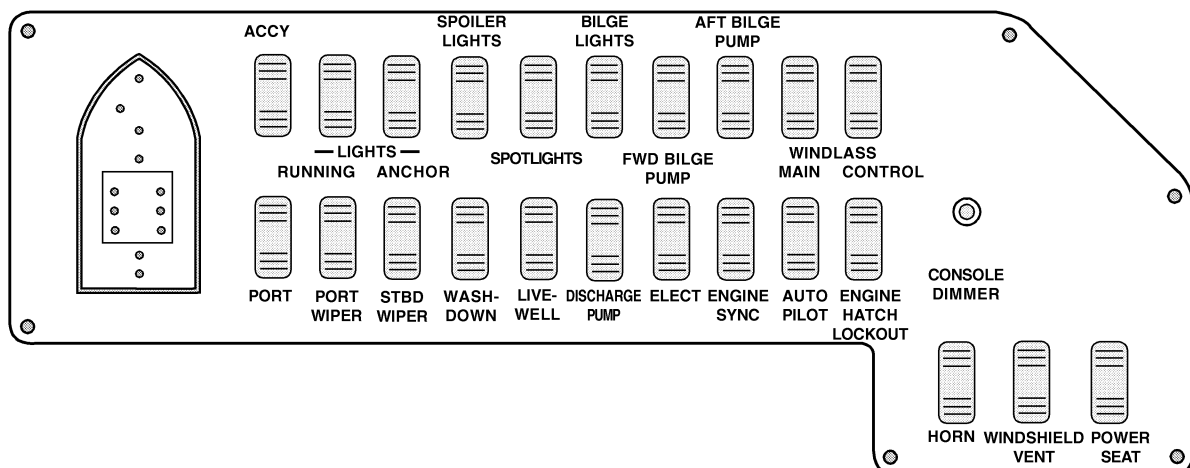 ACCY
SPOILER
LIGHTS
BILGE
LIGHTS
AFT BILGE
PUMP
LIGHTS
RUNNING
ANCHOR
SPOTLIGHTS
FWD BILGE
PUMP
WINDLASS
MAIN
CONTROL
PORT
PORT
WIPER
STBD
WIPER
WASH-
DOWN
LIVE-
WELL
DISCHARGE
PUMP
ELECT
ENGINE
SYNC
AUTO
PILOT
ENGINE
HATCH
LOCKOUT
CONSOLE
DIMMER
HORN
WINDSHIELD
VENT
POWER
SEAT